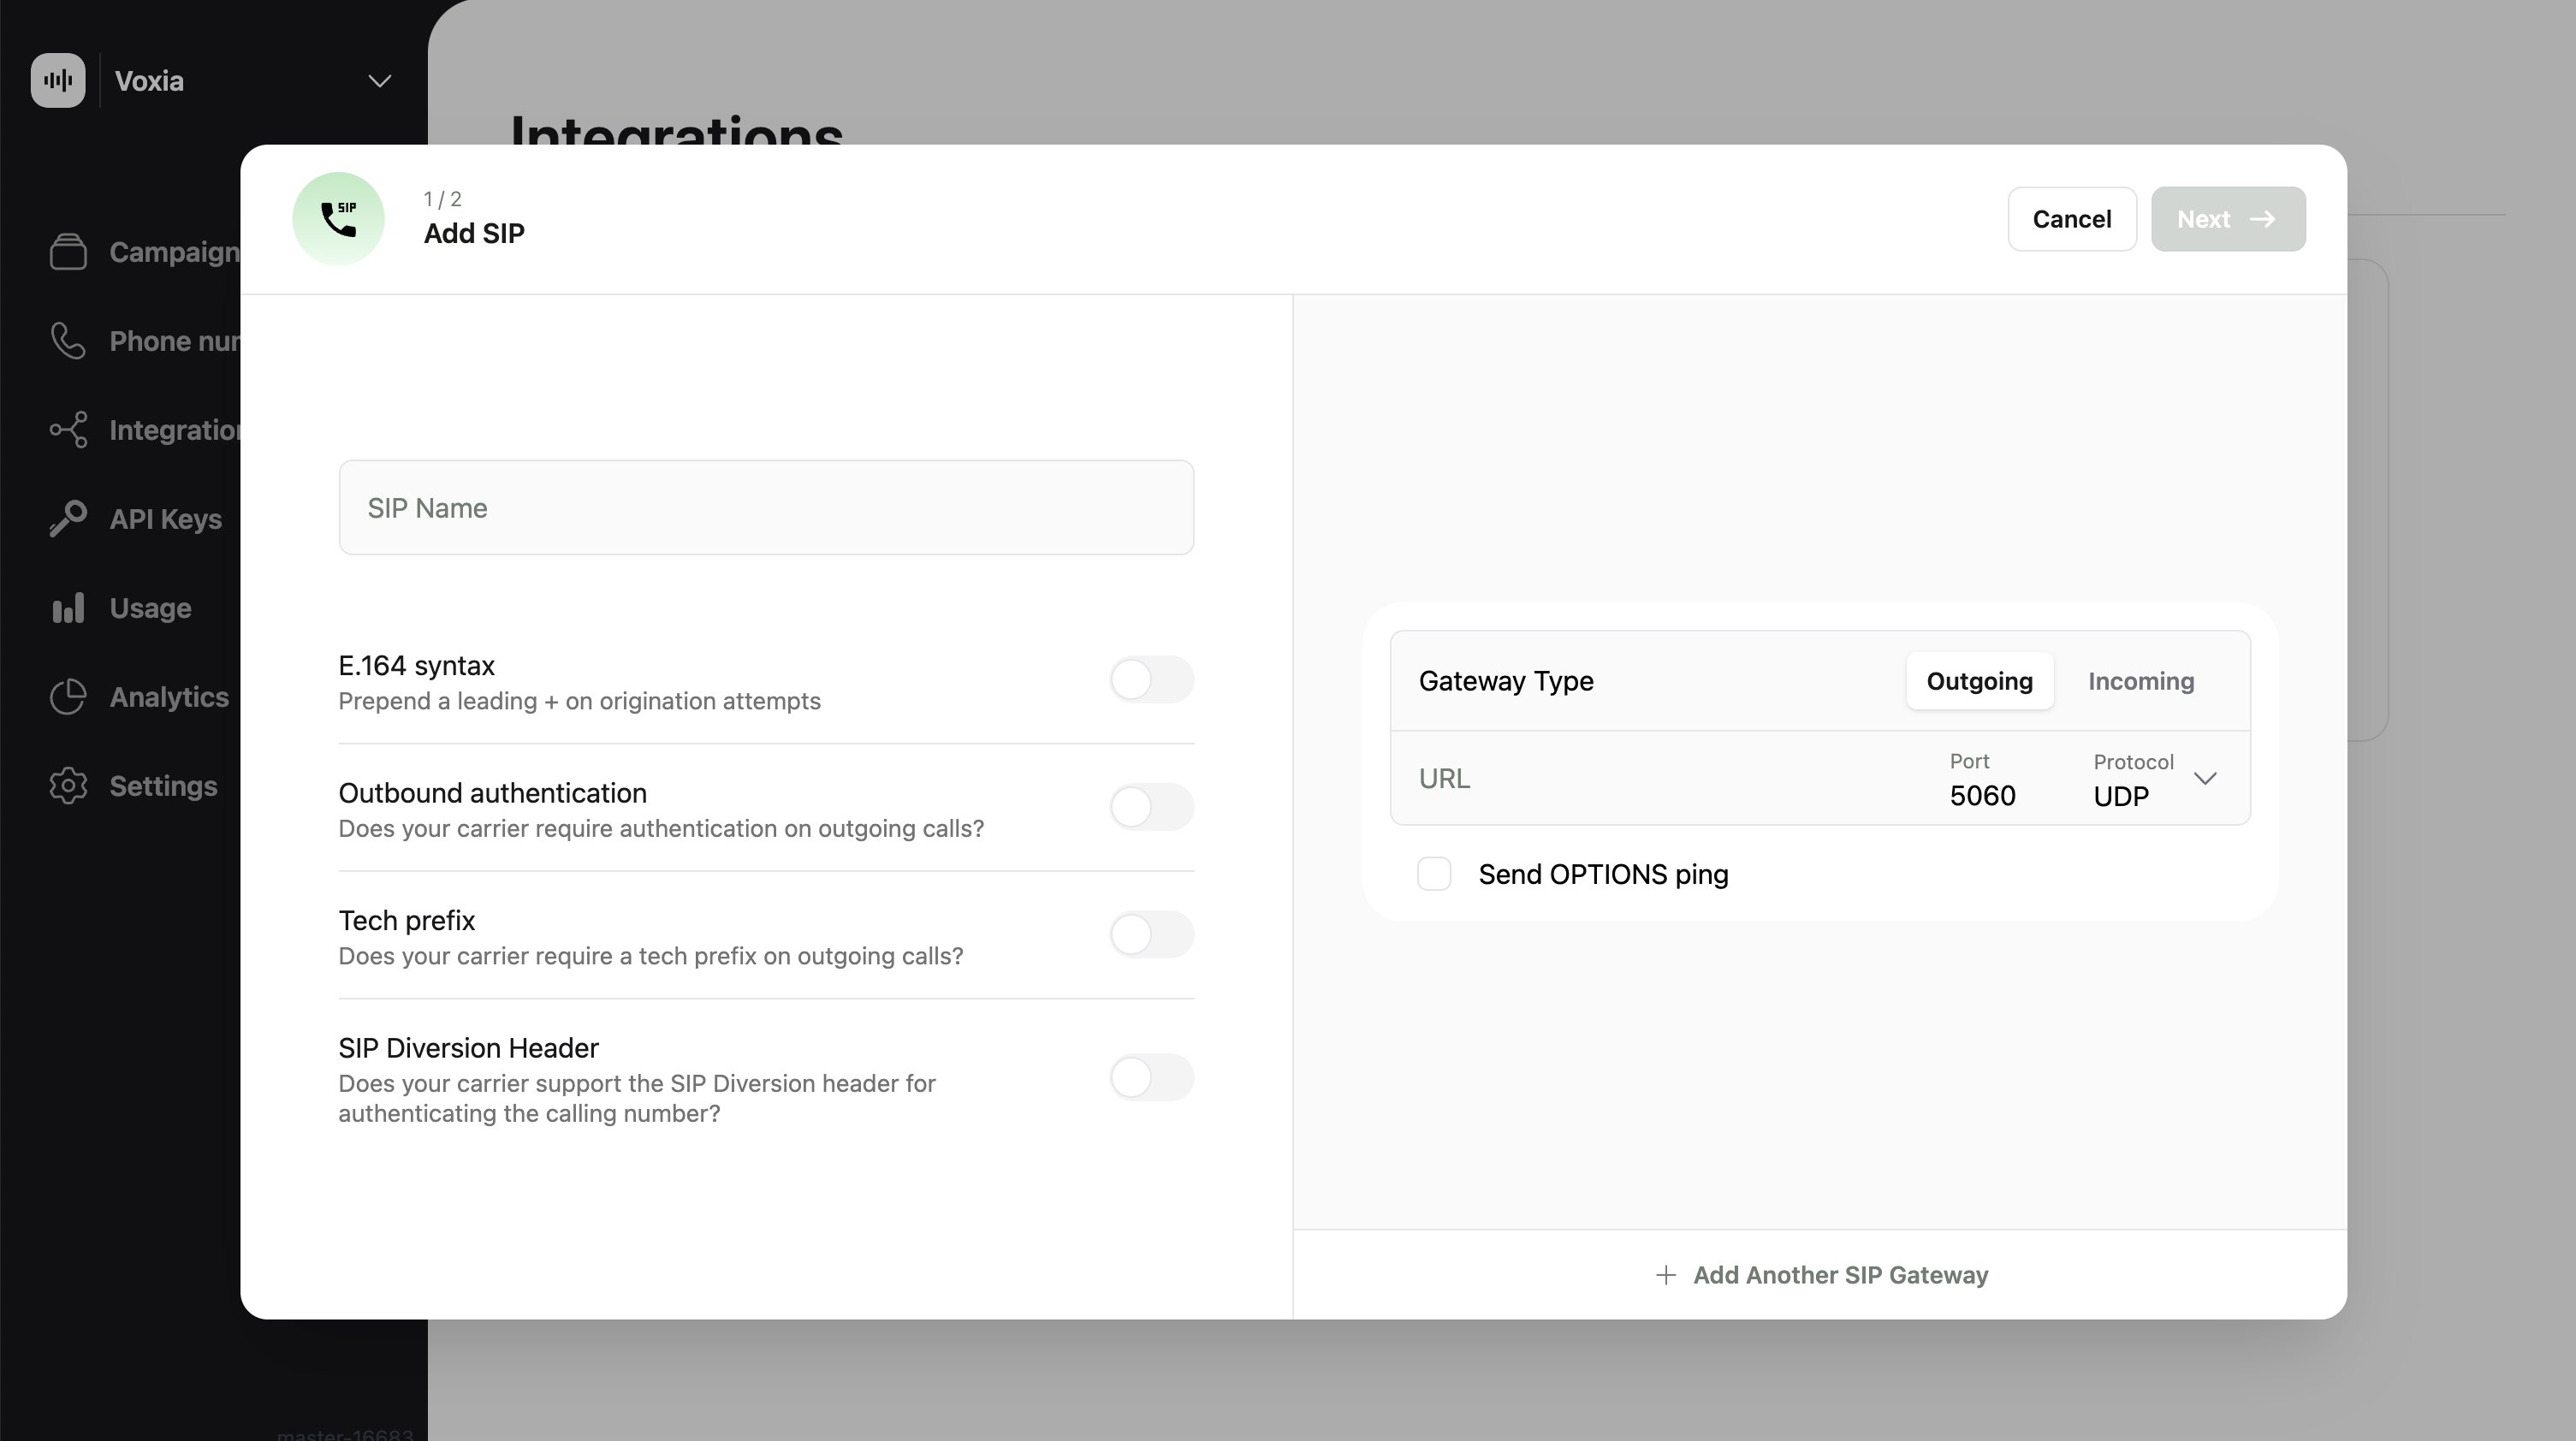 Voxia
Integrations
Campaign
Phone nur
Integration
API Keys
Usage
Analytics
Settings
master-16683
SIP
1 / 2
Add SIP
Cancel
Next
SIP Name
E.164 syntax
Prepend a leading + on origination attempts
Outbound authentication
Does your carrier require authentication on outgoing calls?
Tech prefix
Does your carrier require a tech prefix on outgoing calls?
SIP Diversion Header
Does your carrier support the SIP Diversion header for
authenticating the calling number?
Gateway Type
Outgoing
Incoming
URL
Port
5060
Protocol
UDP
Send OPTIONS ping
Add Another SIP Gateway